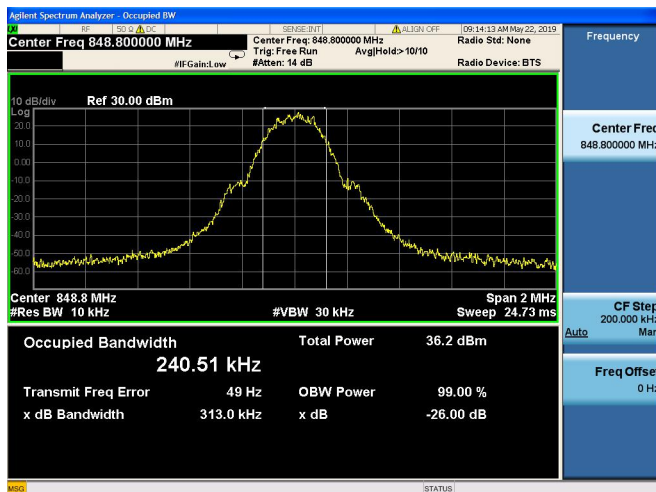 Agilent Spectrum Analyzer - Occupied BW
RF 50 Ω DC SENSE:INT ALIGN OFF 09:14:13 AM May 22, 2019
Center Freq 848.800000 MHz
Center Freq: 848.800000 MHz Radio Std: None
Trig: Free Run Avg|Hold:>10/10
#IFGain:Low #Atten: 14 dB Radio Device: BTS
Frequency
10 dB/div Ref 30.00 dBm
Log
20.0
10.0
0.00
-10.0
-20.0
-30.0
-40.0
-50.0
-60.0
Center 848.8 MHz Span 2 MHz
#Res BW 10 kHz #VBW 30 kHz Sweep 24.73 ms
Occupied Bandwidth Total Power 36.2 dBm
240.51 kHz
Transmit Freq Error 49 Hz OBW Power 99.00 %
x dB Bandwidth 313.0 kHz x dB -26.00 dB
Center Freq
848.800000 MHz
CF Step
200.000 kHz
Auto Man
Freq Offset
0 Hz
MSG STATUS